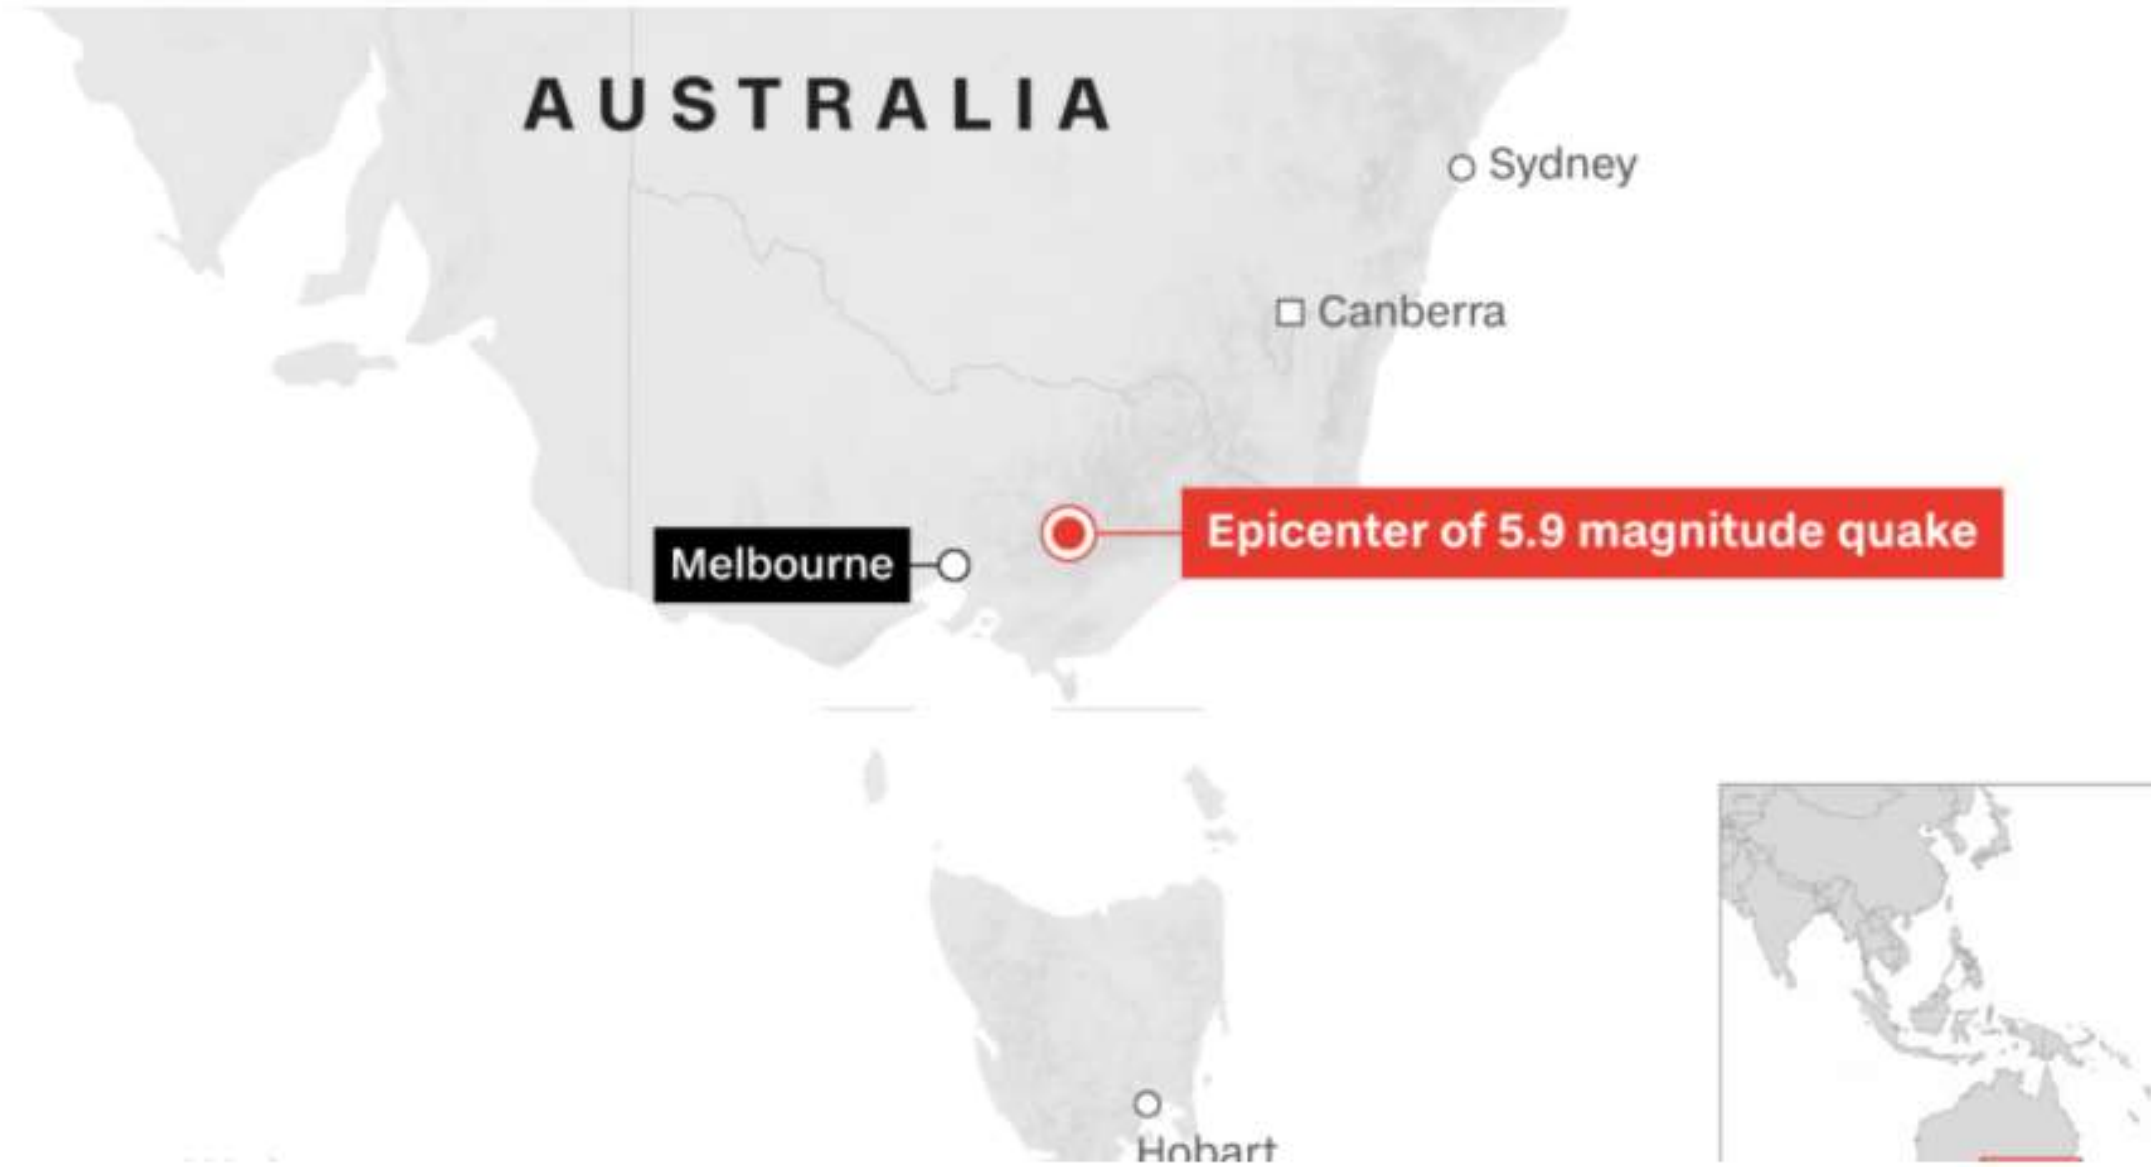 AUSTRALIA
Sydney
Canberra
Epicenter of 5.9 magnitude quake
Melbourne
Hobart